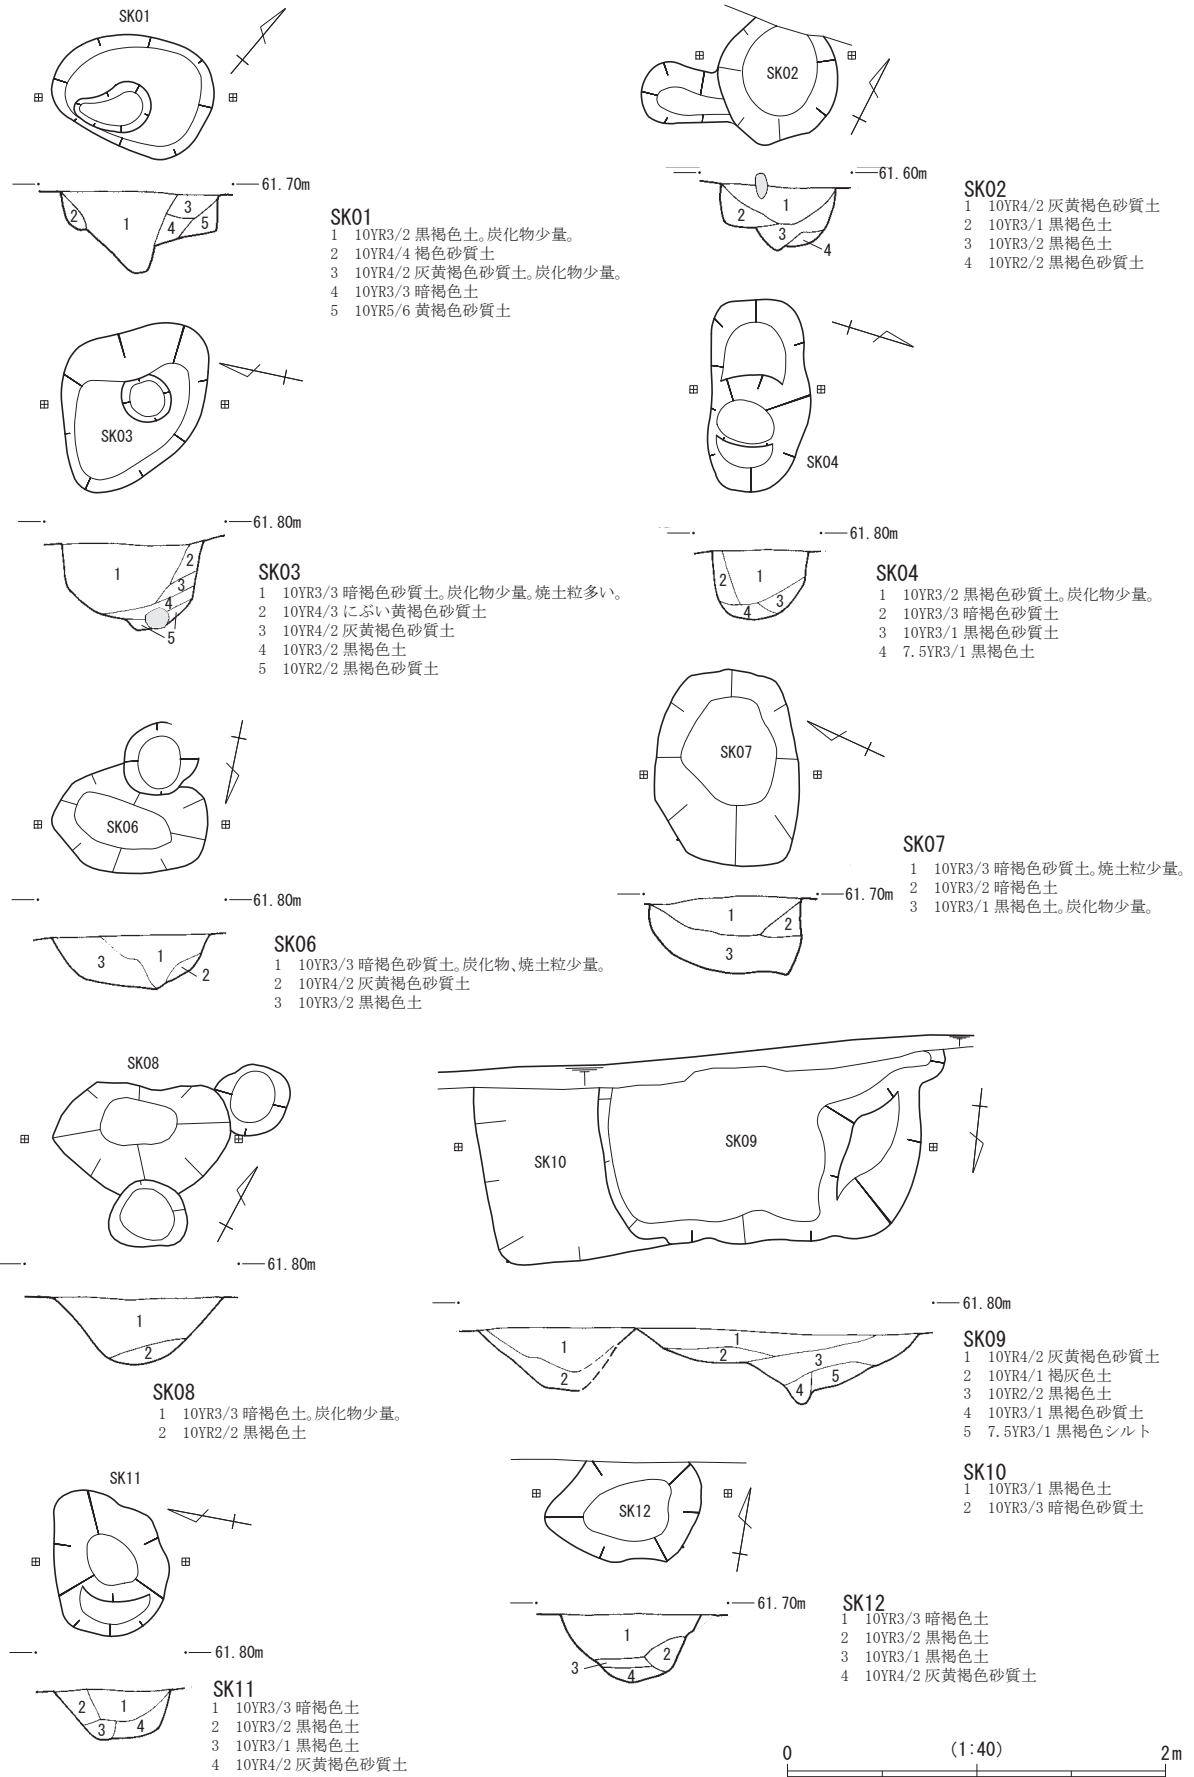 SK01
61.70m
1
2
3
4
5
SK01
1 10YR3/2 黒褐色土。炭化物少量。
2 10YR4/4 褐色砂質土
3 10YR4/2 灰黄褐色砂質土。炭化物少量。
4 10YR3/3 暗褐色土
5 10YR5/6 黄褐色砂質土
SK02
61.60m
1
2
3
4
SK02
1 10YR4/2 灰黄褐色砂質土
2 10YR3/1 黒褐色土
3 10YR3/2 黒褐色土
4 10YR2/2 黒褐色砂質土
SK03
61.80m
1
2
3
4
5
SK03
1 10YR3/3 暗褐色砂質土。炭化物少量。焼土粒多い。
2 10YR4/3 にぶい黄褐色砂質土
3 10YR4/2 灰黄褐色砂質土
4 10YR3/2 黒褐色土
5 10YR2/2 黒褐色砂質土
SK04
61.80m
1
2
3
4
SK04
1 10YR3/2 黒褐色砂質土。炭化物少量。
2 10YR3/3 暗褐色砂質土
3 10YR3/1 黒褐色砂質土
4 7.5YR3/1 黒褐色土
SK06
61.80m
1
2
3
SK06
1 10YR3/3 暗褐色砂質土。炭化物、焼土粒少量。
2 10YR4/2 灰黄褐色砂質土
3 10YR3/2 黒褐色土
SK07
61.70m
1
2
3
SK07
1 10YR3/3 暗褐色砂質土。焼土粒少量。
2 10YR3/2 暗褐色土
3 10YR3/1 黒褐色土。炭化物少量。
SK08
61.80m
1
2
SK08
1 10YR3/3 暗褐色土。炭化物少量。
2 10YR2/2 黒褐色土
SK10
SK09
61.80m
1
2
1
2
3
4
5
SK09
1 10YR4/2 灰黄褐色砂質土
2 10YR4/1 褐灰色土
3 10YR2/2 黒褐色土
4 10YR3/1 黒褐色砂質土
5 7.5YR3/1 黒褐色シルト
SK10
1 10YR3/1 黒褐色土
2 10YR3/3 暗褐色砂質土
SK11
61.80m
1
2
3
4
SK11
1 10YR3/3 暗褐色土
2 10YR3/2 黒褐色土
3 10YR3/1 黒褐色土
4 10YR4/2 灰黄褐色砂質土
SK12
61.70m
1
2
3
4
SK12
1 10YR3/3 暗褐色土
2 10YR3/2 黒褐色土
3 10YR3/1 黒褐色土
4 10YR4/2 灰黄褐色砂質土
0 (1:40) 2m